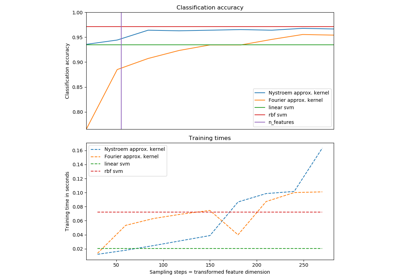 Classification accuracy
1.00
0.95
0.90
0.85
0.80
Classification accuracy
Nystroem approx. kernel
Fourier approx. kernel
linear svm
rbf svm
n_features
Training times
0.16
0.14
0.12
0.10
0.08
0.06
0.04
0.02
Training time in seconds
Nystroem approx. kernel
Fourier approx. kernel
linear svm
rbf svm
50 100 150 200 250
Sampling steps = transformed feature dimension